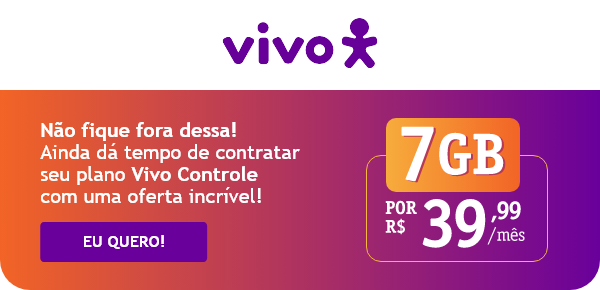 vivo
Não fique fora dessa!
Ainda dá tempo de contratar
seu plano Vivo Controle
com uma oferta incrível!
EU QUERO!
7GB
POR
R$ 39,99
/mês